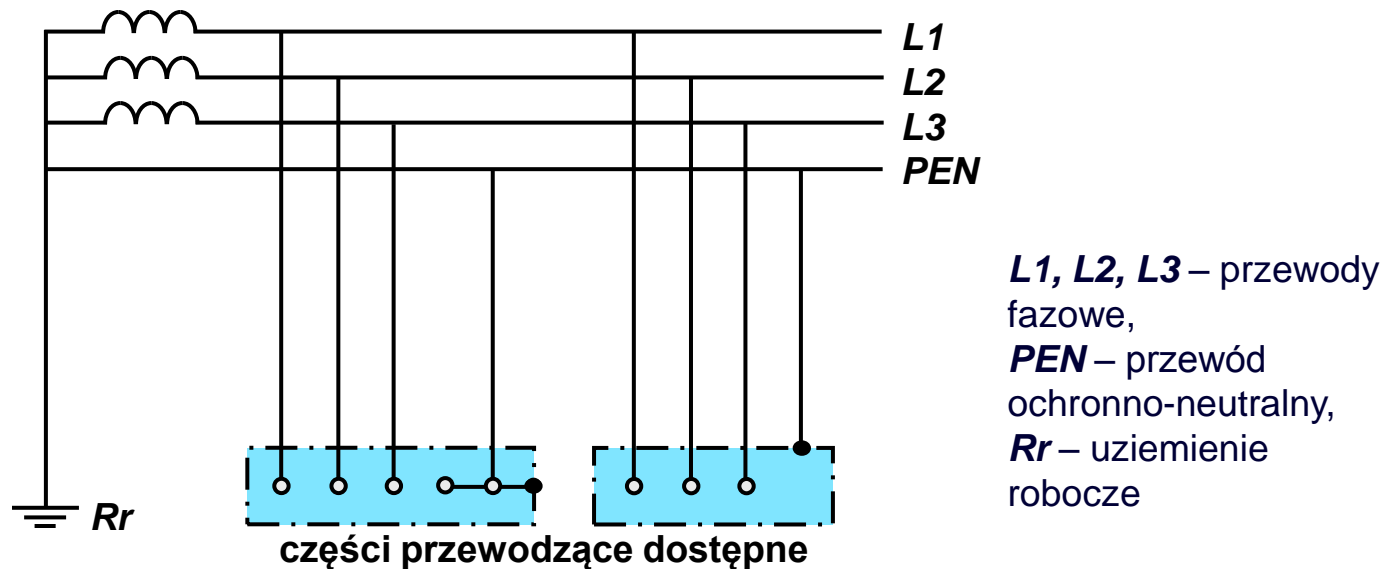 L1
L2
L3
PEN
L1, L2, L3 – przewody
fazowe,
PEN – przewód
ochronno-neutralny,
Rr – uziemienie
robocze
Rr
części przewodzące dostępne